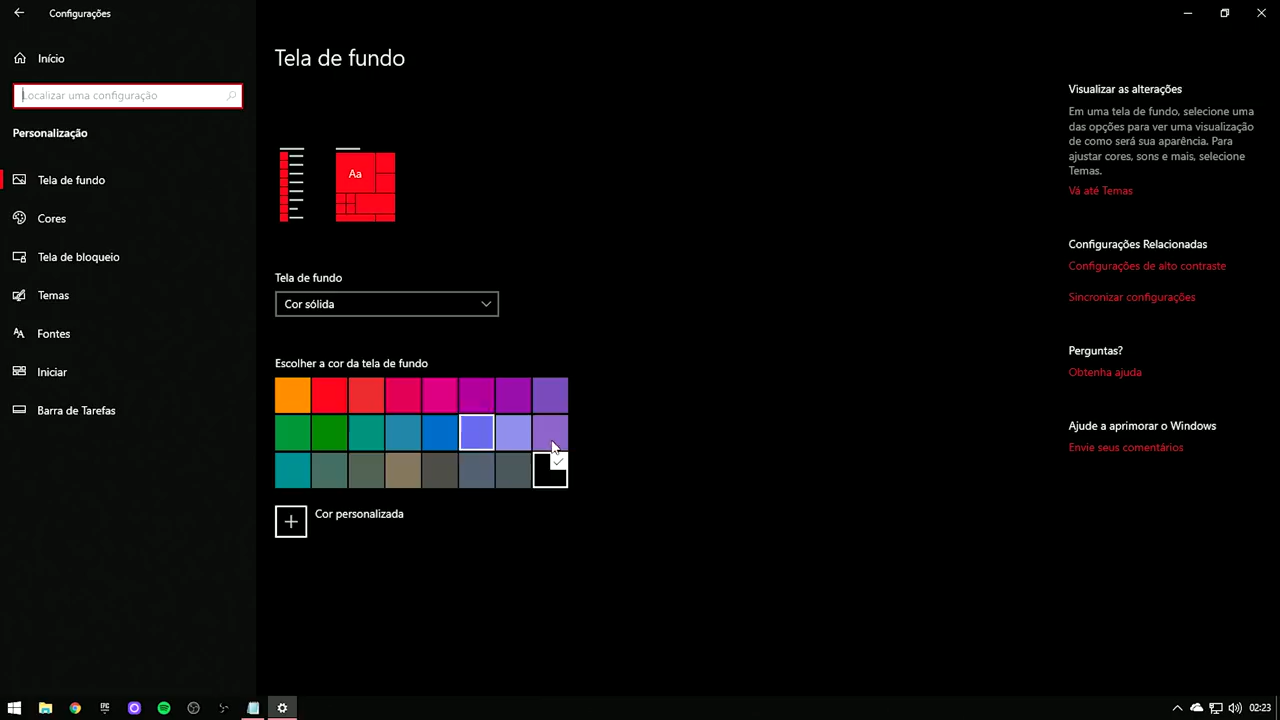 Configurações
Início
Localizar uma configuração
Personalização
Tela de fundo
Cores
Tela de bloqueio
Temas
Fontes
Iniciar
Barra de Tarefas
Tela de fundo
Aa
Tela de fundo
Cor sólida
Escolher a cor da tela de fundo
Cor personalizada
Visualizar as alterações
Em uma tela de fundo, selecione uma
das opções para ver uma visualização
de como será sua aparência. Para
ajustar cores, sons e mais, selecione
Temas.
Vá até Temas
Configurações Relacionadas
Configurações de alto contraste
Sincronizar configurações
Perguntas?
Obtenha ajuda
Ajude a aprimorar o Windows
Envie seus comentários
02:23